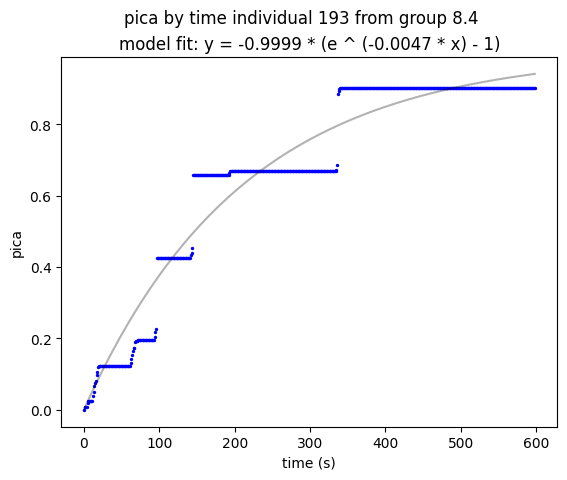 pica by time individual 193 from group 8.4
model fit: y = -0.9999 * (e ^ (-0.0047 * x) - 1)
0.8
0.6
pica
0.4
0.2
0.0
0 100 200 300 400 500 600
time (s)